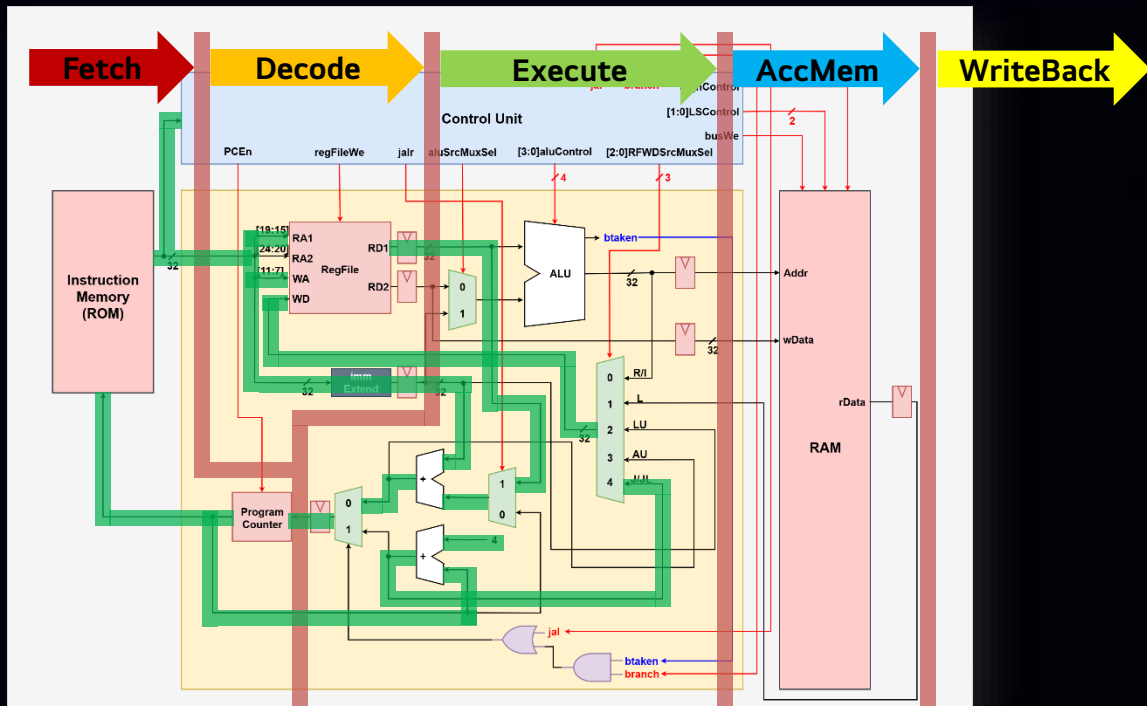 Fetch
Decode
Execute
AccMem
WriteBack
Control Unit
[1:0]LSControl
2
busWe
PCEn
regFileWe
jalr
aluSrcMuxSel
[3:0]aluControl
[2:0]RFWDSrcMuxSel
4
3
Instruction
Memory
(ROM)
32
[19:15]
RA1
[24:20]
RA2
[11:7]
WA
WD
RegFile
RD1
RD2
32
0
1
ALU
btaken
32
Addr
wData
32
rData
RAM
32
Imm
Extend
32
0
R/I
1
L
2
LU
3
AU
4
J/JL
32
Program
Counter
0
1
+
1
0
+
4
jal
btaken
branch